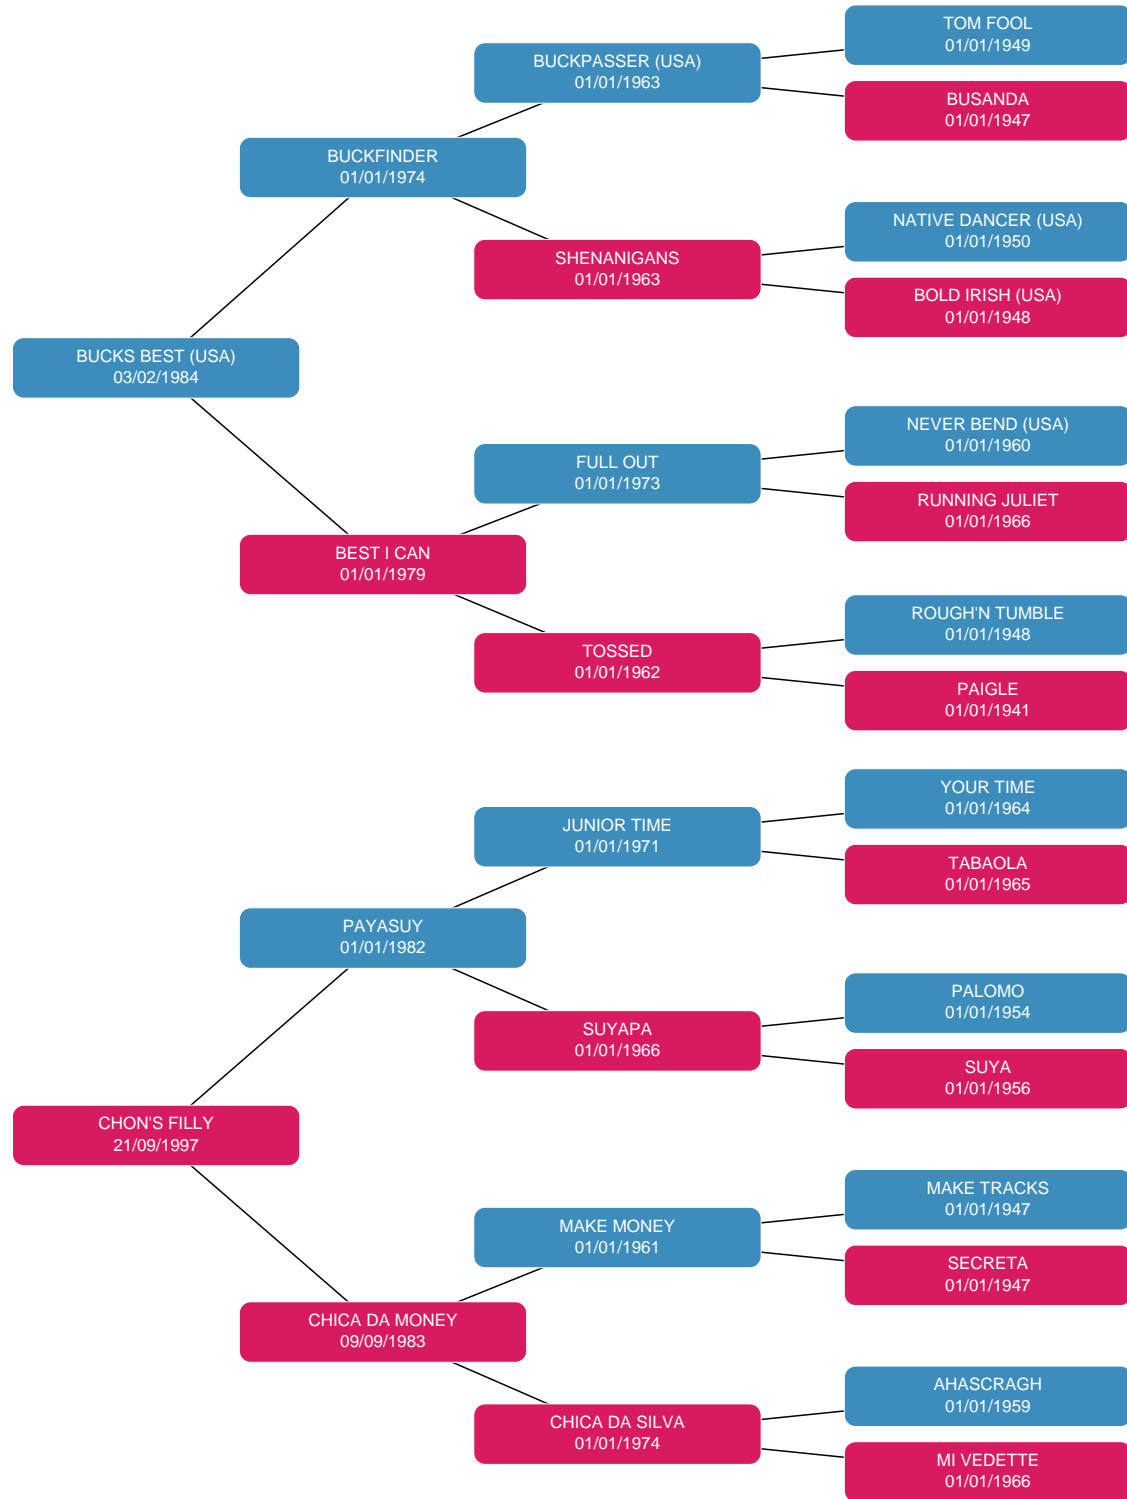 TOM FOOL
01/01/1949
BUCKPASSER (USA)
01/01/1963
BUSANDA
01/01/1947
BUCKFINDER
01/01/1974
NATIVE DANCER (USA)
01/01/1950
SHENANIGANS
01/01/1963
BOLD IRISH (USA)
01/01/1948
BUCKS BEST (USA)
03/02/1984
NEVER BEND (USA)
01/01/1960
FULL OUT
01/01/1973
RUNNING JULIET
01/01/1966
BEST I CAN
01/01/1979
ROUGH'N TUMBLE
01/01/1948
TOSSED
01/01/1962
PAIGLE
01/01/1941
YOUR TIME
01/01/1964
JUNIOR TIME
01/01/1971
TABAOLA
01/01/1965
PAYASUY
01/01/1982
PALOMO
01/01/1954
SUYAPA
01/01/1966
SUYA
01/01/1956
CHON'S FILLY
21/09/1997
MAKE TRACKS
01/01/1947
MAKE MONEY
01/01/1961
SECRETA
01/01/1947
CHICA DA MONEY
09/09/1983
AHASCRAGH
01/01/1959
CHICA DA SILVA
01/01/1974
MI VEDETTE
01/01/1966